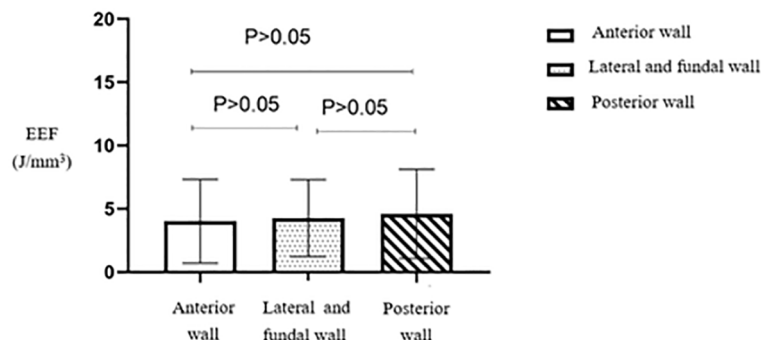 20
15
10
5
0
EEF
(J/mm³)
P>0.05
P>0.05
P>0.05
Anterior
wall
Lateral and
fundal wall
Posterior
wall
Anterior wall
Lateral and fundal wall
Posterior wall